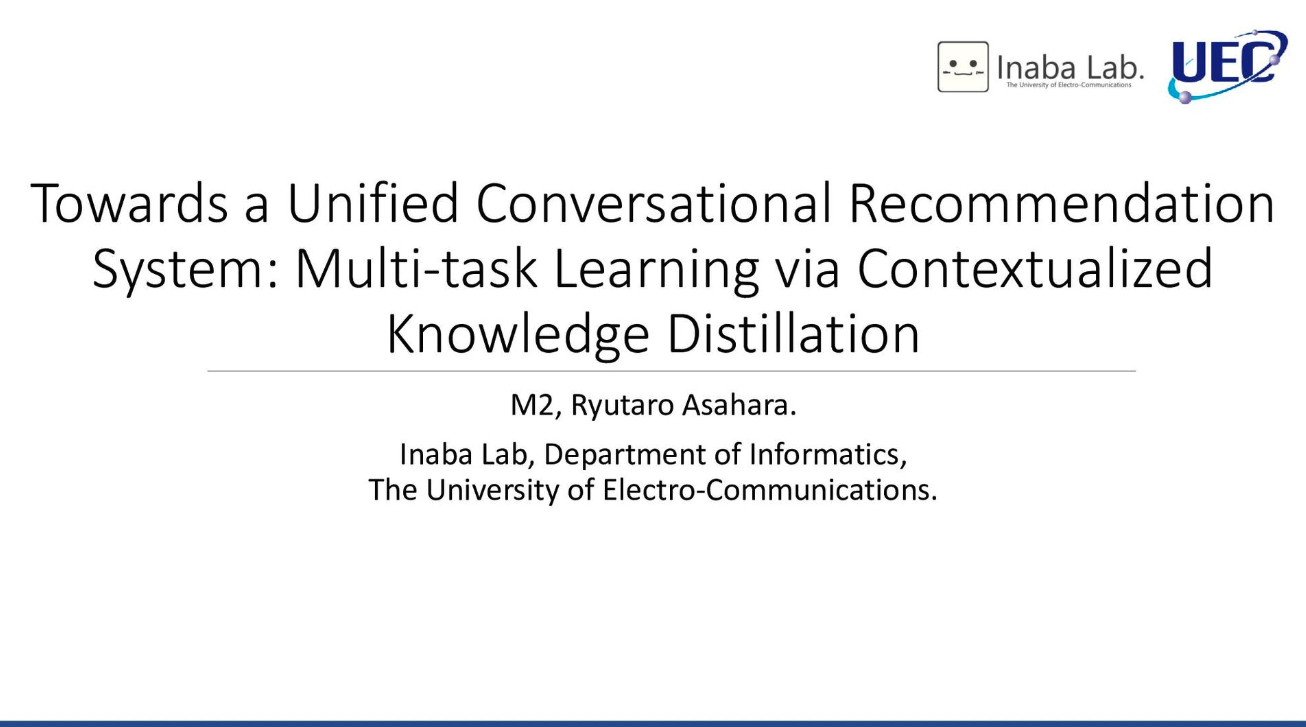 Inaba Lab.
The University of Electro-Communications
UEC
Towards a Unified Conversational Recommendation
System: Multi-task Learning via Contextualized
Knowledge Distillation
M2, Ryutaro Asahara.
Inaba Lab, Department of Informatics,
The University of Electro-Communications.